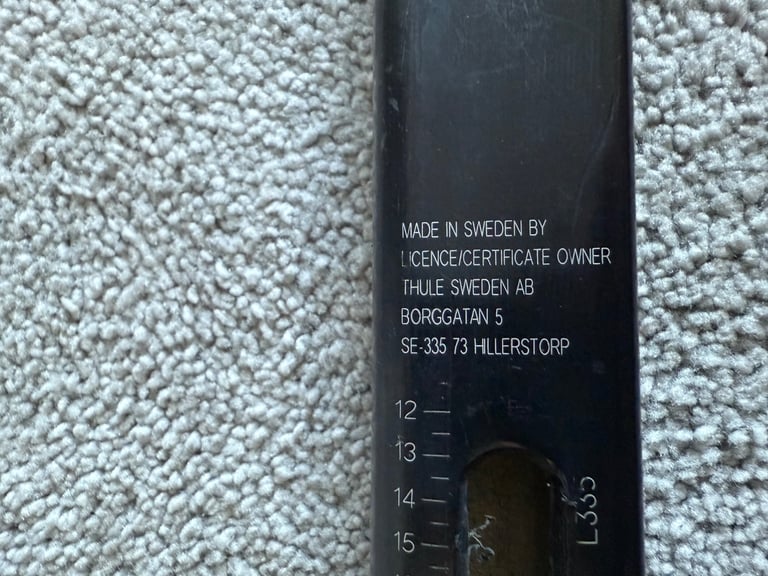 MADE IN SWEDEN BY
LICENCE/CERTIFICATE OWNER
THULE SWEDEN AB
BORGGATAN 5
SE-335 73 HILLERSTORP
12
13
14
15
L335